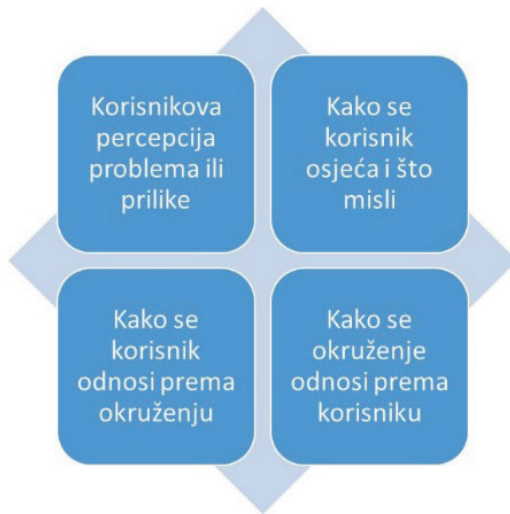 Korisnikova
percepcija
problema ili
prilike
Kako se
korisnik
osjeća i što
misli
Kako se
korisnik
odnosi prema
okruženju
Kako se
okruženje
odnosi prema
korisniku